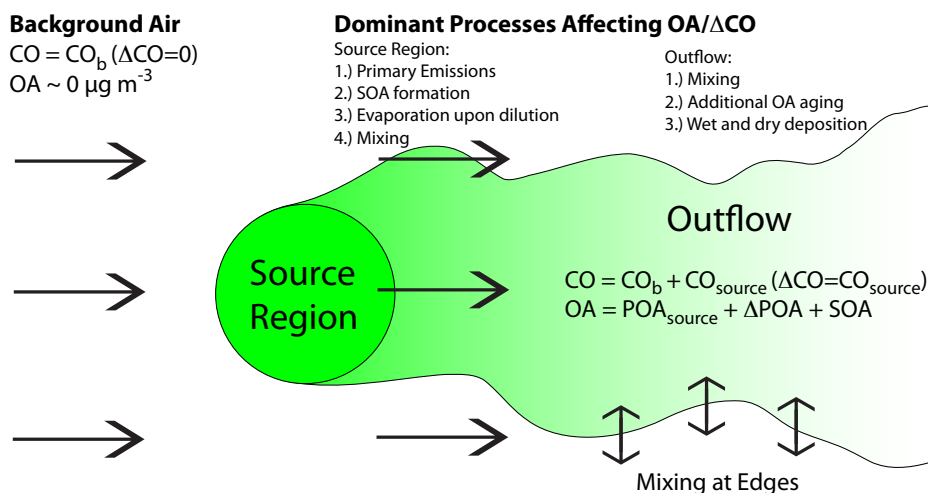 Background Air
CO = CO_b (ΔCO=0)
OA ~ 0 µg m^-3
Dominant Processes Affecting OA/ΔCO
Source Region:
1.) Primary Emissions
2.) SOA formation
3.) Evaporation upon dilution
4.) Mixing
Outflow:
1.) Mixing
2.) Additional OA aging
3.) Wet and dry deposition
Source
Region
Outflow
CO = CO_b + CO_source (ΔCO=CO_source)
OA = POA_source + ΔPOA + SOA
Mixing at Edges